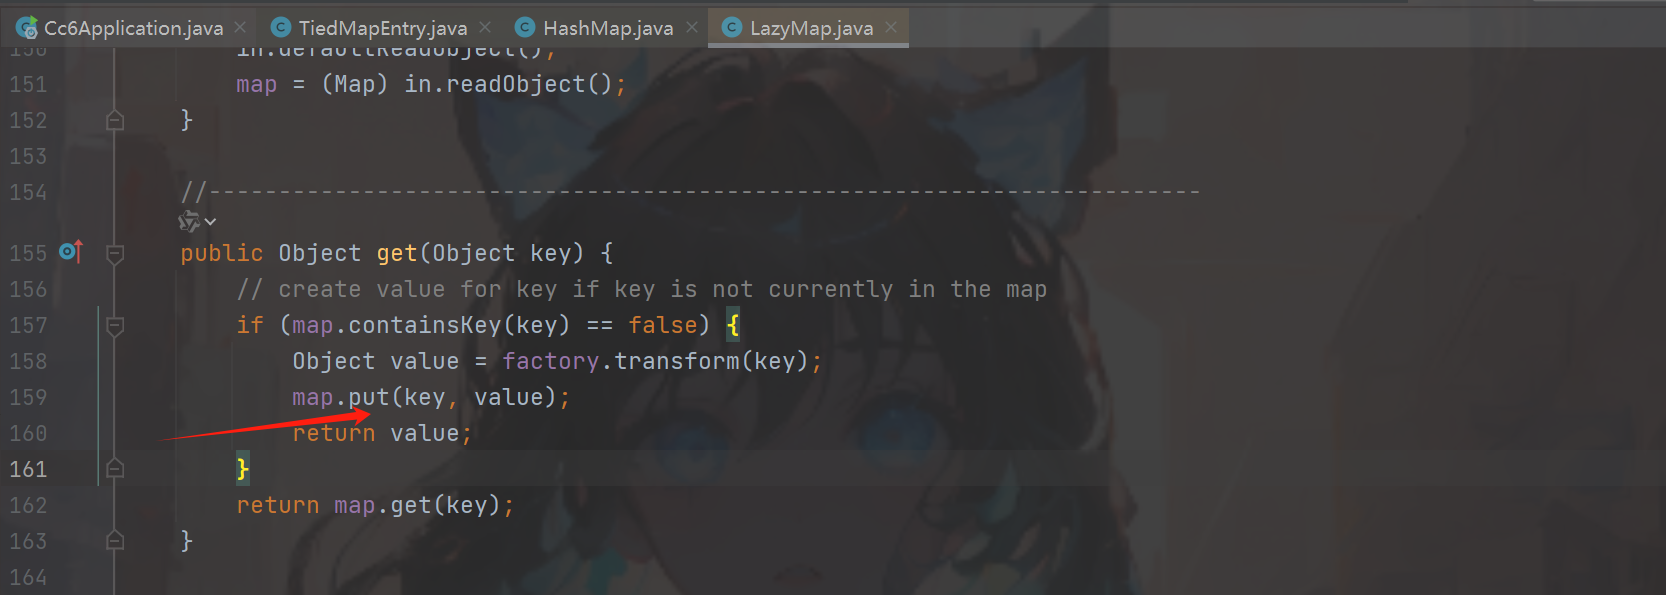 Cc6Application.java × TiedMapEntry.java × HashMap.java × LazyMap.java ×
150 in.defaultReadObject();
151 map = (Map) in.readObject();
152 }
153
154 //-----------------------------------------------------------------------
155 public Object get(Object key) {
156 // create value for key if key is not currently in the map
157 if (map.containsKey(key) == false) {
158 Object value = factory.transform(key);
159 map.put(key, value);
160 return value;
161 }
162 return map.get(key);
163 }
164